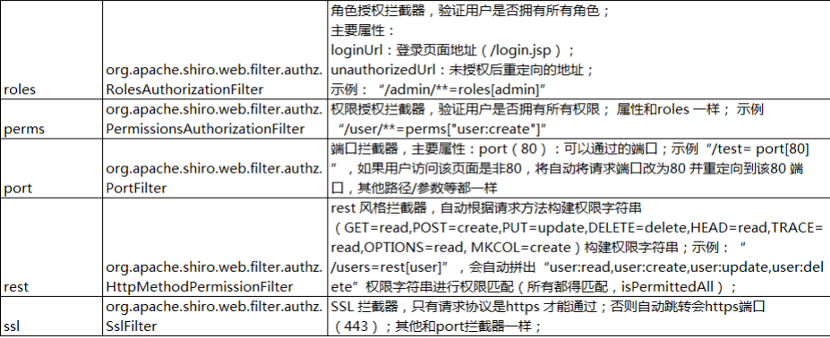 角色授权拦截器，验证用户是否拥有所有角色；
主要属性：
loginUrl：登录页面地址（/login.jsp）；
unauthorizedUrl：未授权后重定向的地址；
示例：“/admin/**=roles[admin]”
roles
org.apache.shiro.web.filter.authz.
RolesAuthorizationFilter
perms
org.apache.shiro.web.filter.authz.
PermissionsAuthorizationFilter
权限授权拦截器，验证用户是否拥有所有权限； 属性和roles 一样； 示例
“/user/**=perms["user:create"]”
port
org.apache.shiro.web.filter.authz.
PortFilter
端口拦截器，主要属性：port（80）：可以通过的端口；示例“/test= port[80]
”，如果用户访问该页面是非80，将自动将请求端口改为80 并重定向到该80 端
口，其他路径/参数等都一样
rest
org.apache.shiro.web.filter.authz.
HttpMethodPermissionFilter
rest 风格拦截器，自动根据请求方法构建权限字符串
（GET=read,POST=create,PUT=update,DELETE=delete,HEAD=read,TRACE=
read,OPTIONS=read, MKCOL=create）构建权限字符串；示例：“
/users=rest[user]”，会自动拼出“user:read,user:create,user:update,user:del
ete”权限字符串进行权限匹配（所有都得匹配，isPermittedAll）；
ssl
org.apache.shiro.web.filter.authz.
SslFilter
SSL 拦截器，只有请求协议是https 才能通过；否则自动跳转会https端口
（443）；其他和port拦截器一样；